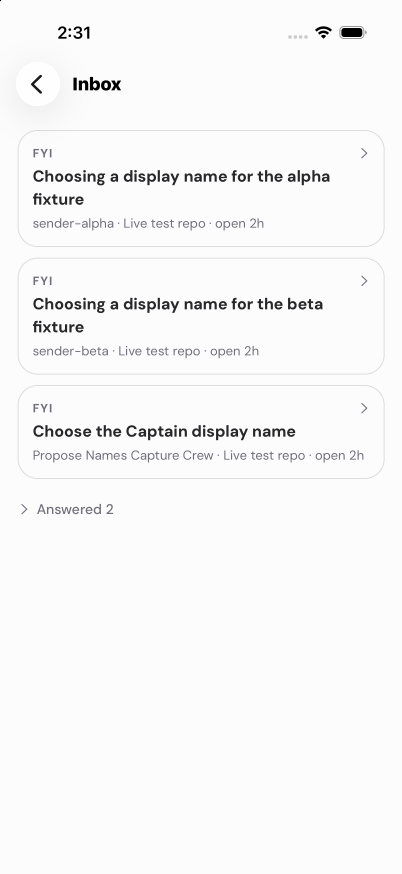 2:31
Inbox
FYI
Choosing a display name for the alpha
fixture
sender-alpha · Live test repo · open 2h
FYI
Choosing a display name for the beta
fixture
sender-beta · Live test repo · open 2h
FYI
Choose the Captain display name
Propose Names Capture Crew · Live test repo · open 2h
Answered 2